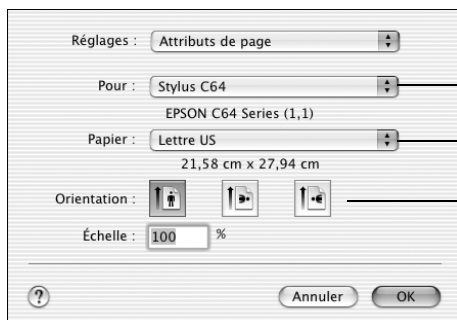 Réglages : Attributs de page
Pour : Stylus C64
EPSON C64 Series (1,1)
Papier : Lettre US
21,58 cm x 27,94 cm
Orientation :
Échelle : 100 %
? Annuler OK